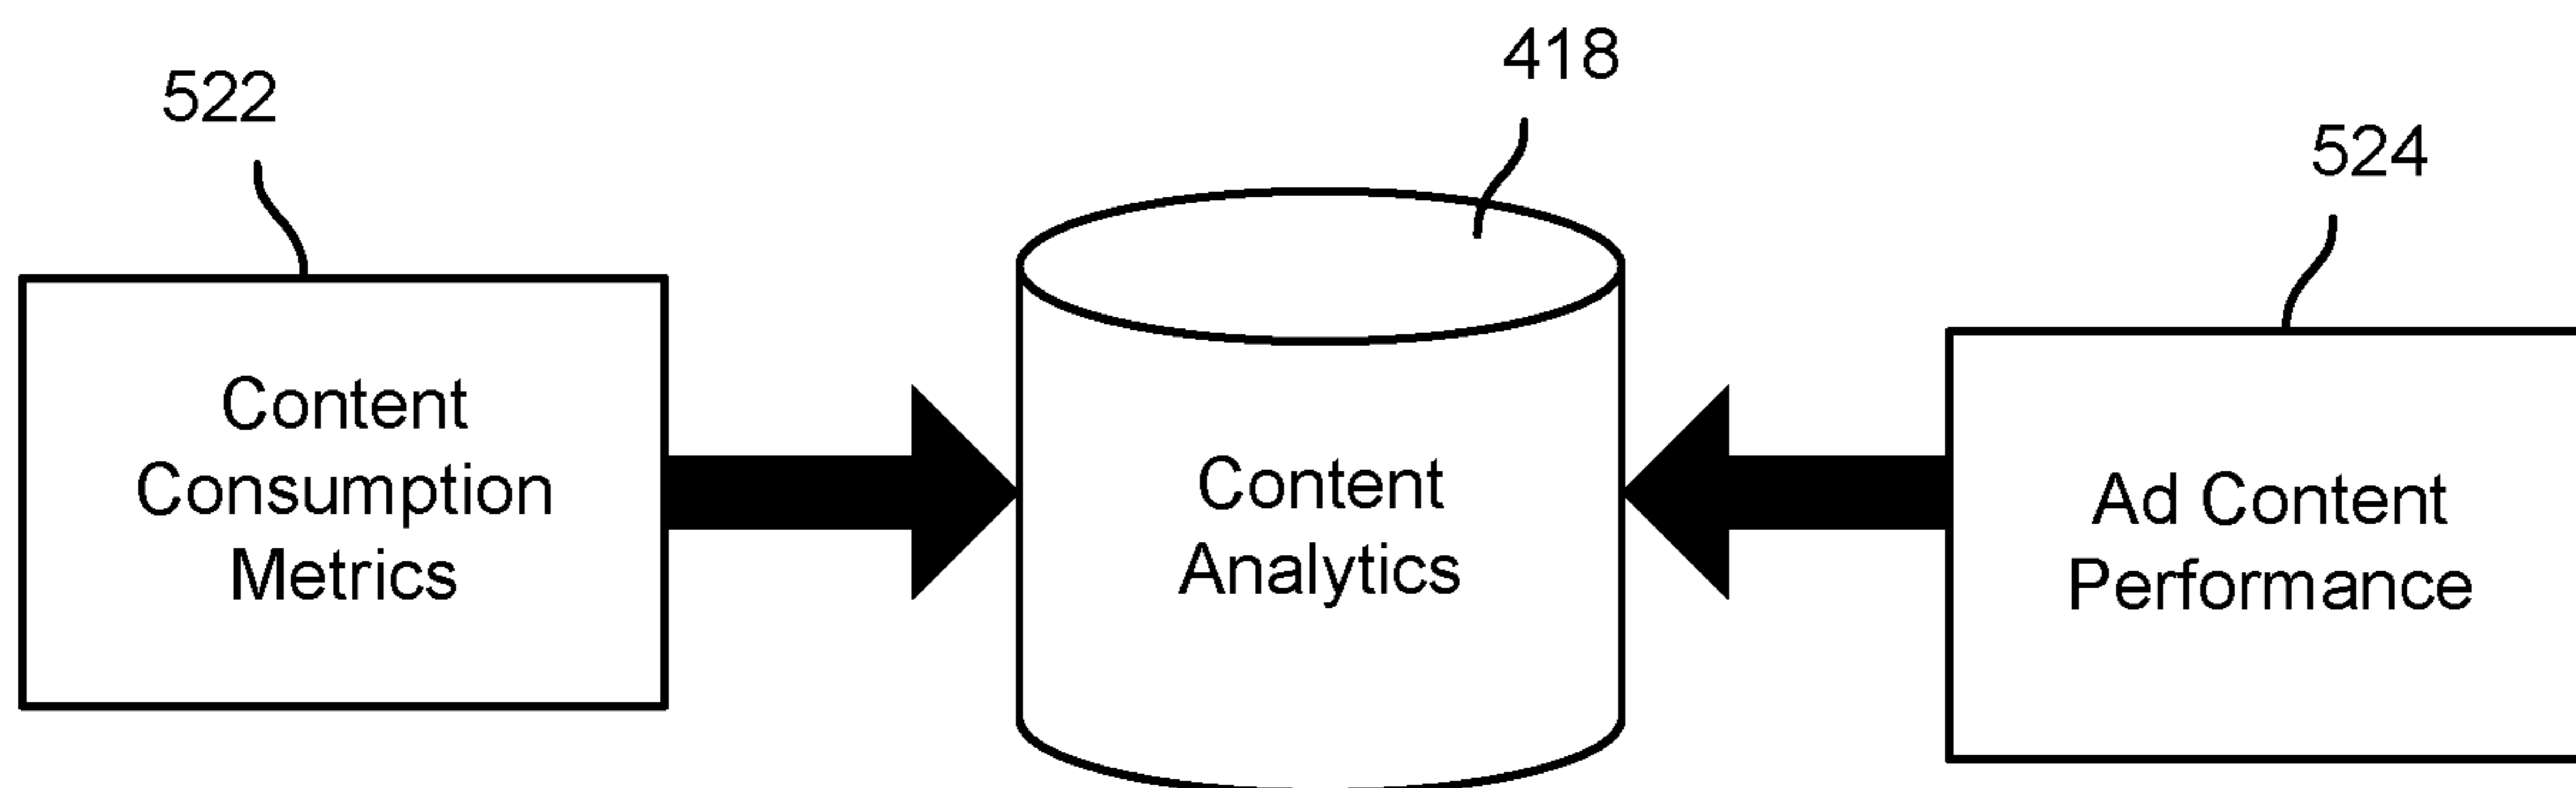 522
418
524
Content
Consumption
Metrics
Content
Analytics
Ad Content
Performance